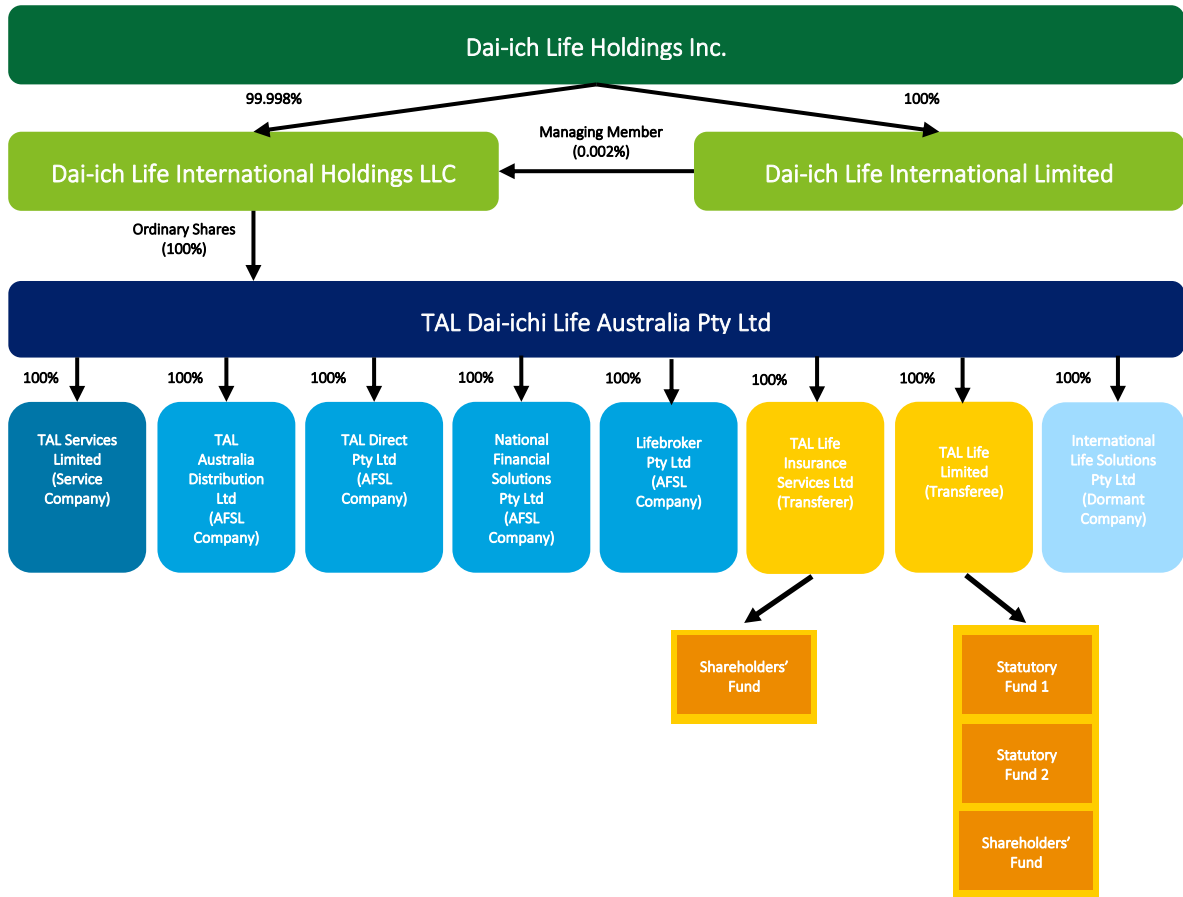 Dai-ich Life Holdings Inc.
99.998%
100%
Managing Member
(0.002%)
Dai-ich Life International Holdings LLC
Dai-ich Life International Limited
Ordinary Shares
(100%)
TAL Dai-ichi Life Australia Pty Ltd
100%
100%
100%
100%
100%
100%
100%
100%
TAL Services
Limited
(Service
Company)
TAL
Australia
Distribution
Ltd
(AFSL
Company)
TAL Direct
Pty Ltd
(AFSL
Company)
National
Financial
Solutions
Pty Ltd
(AFSL
Company)
Lifebroker
Pty Ltd
(AFSL
Company)
TAL Life
Insurance
Services Ltd
(Transferer)
TAL Life
Limited
(Transferee)
International
Life Solutions
Pty Ltd
(Dormant
Company)
Shareholders’
Fund
Statutory
Fund 1
Statutory
Fund 2
Shareholders’
Fund